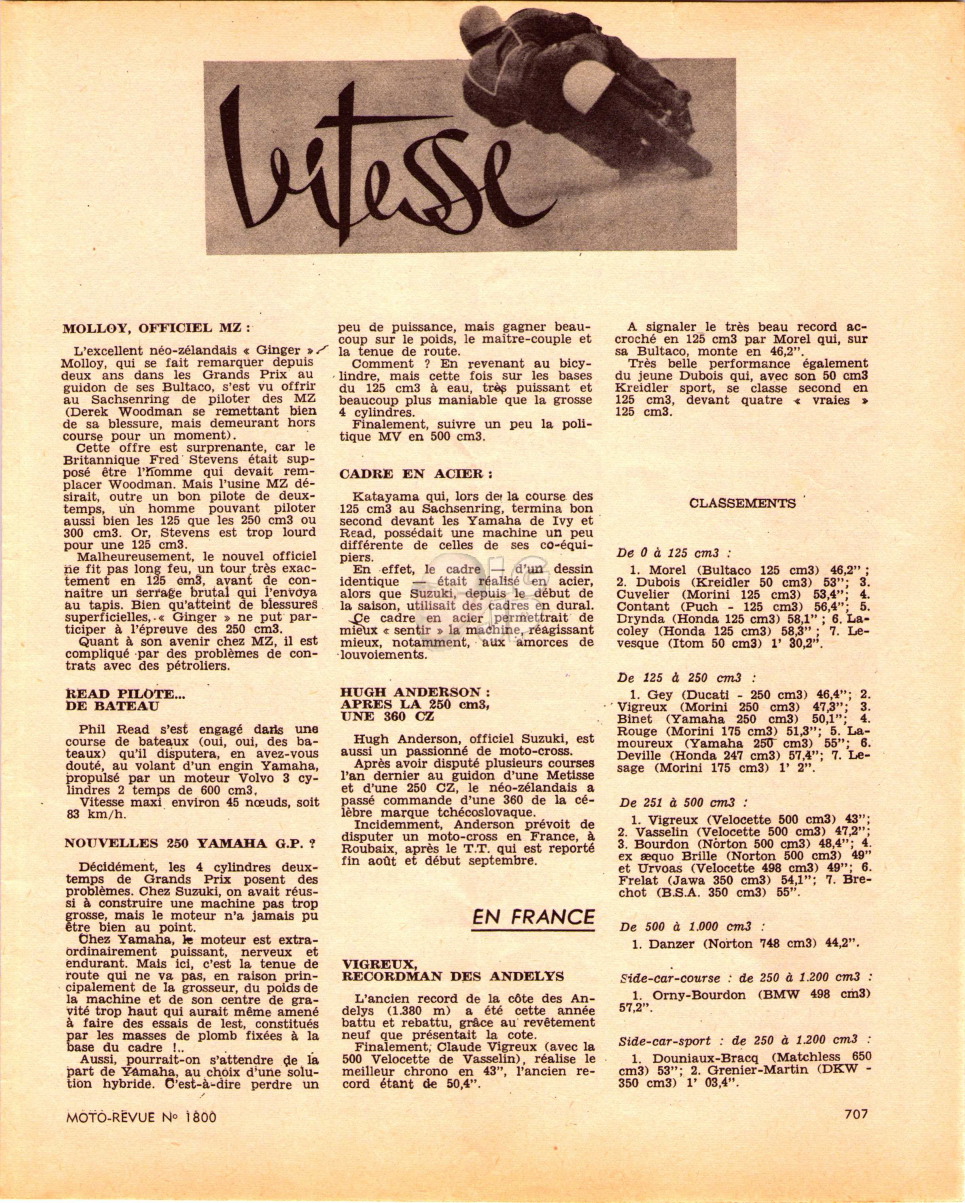 Vitesse
MOLLOY, OFFICIEL MZ :
L'excellent néo-zélandais « Ginger »
Molloy, qui se fait remarquer depuis
deux ans dans les Grands Prix au
guidon de ses Bultaco, s'est vu offrir
au Sachsenring de piloter des MZ
(Derek Woodman se remettant bien
de sa blessure, mais demeurant hors
course pour un moment).
Cette offre est surprenante, car le
Britannique Fred Stevens était sup-
posé être l'homme qui devait rem-
placer Woodman. Mais l'usine MZ dé-
sirait, outre un bon pilote de deux-
temps, un homme pouvant piloter
aussi bien les 125 que les 250 cm3 ou
300 cm3. Or, Stevens est trop lourd
pour une 125 cm3.
Malheureusement, le nouvel officiel
ne fit pas long feu, un tour très exac-
tement en 125 cm3, avant de con-
naître un serrage brutal qui l'envoya
au tapis. Bien qu'atteint de blessures
superficielles, « Ginger » ne put par-
ticiper à l'épreuve des 250 cm3.
Quant à son avenir chez MZ, il est
compliqué par des problèmes de con-
trats avec des pétroliers.
READ PILOTE...
DE BATEAU
Phil Read s'est engagé dans une
course de bateaux (oui, oui, des ba-
teaux) qu'il disputera, en avez-vous
douté, au volant d'un engin Yamaha,
propulsé par un moteur Volvo 3 cy-
lindres 2 temps de 600 cm3.
Vitesse maxi environ 45 nœuds, soit
83 km/h.
NOUVELLES 250 YAMAHA G.P. ?
Décidément, les 4 cylindres deux-
temps de Grands Prix posent des
problèmes. Chez Suzuki, on avait réus-
si à construire une machine pas trop
grosse, mais le moteur n'a jamais pu
être bien au point.
Chez Yamaha, le moteur est extra-
ordinairement puissant, nerveux et
endurant. Mais ici, c'est la tenue de
route qui ne va pas, en raison prin-
cipalement de la grosseur, du poids de
la machine et de son centre de gra-
vité trop haut qui aurait même amené
à faire des essais de lest, constitués
par les masses de plomb fixées à la
base du cadre !..
Aussi, pourrait-on s'attendre de la
part de Yamaha, au choix d'une solu-
tion hybride. C'est-à-dire perdre un
peu de puissance, mais gagner beau-
coup sur le poids, le maître-couple et
la tenue de route.
Comment ? En revenant au bicy-
lindre, mais cette fois sur les bases
du 125 cm3 à eau, très puissant et
beaucoup plus maniable que la grosse
4 cylindres.
Finalement, suivre un peu la poli-
tique MV en 500 cm3.
CADRE EN ACIER :
Katayama qui, lors de la course des
125 cm3 au Sachsenring, termina bon
second devant les Yamaha de Ivy et
Read, possédait une machine un peu
différente de celles de ses co-équi-
piers.
En effet, le cadre — d'un dessin
identique — était réalisé en acier,
alors que Suzuki, depuis le début de
la saison, utilisait des cadres en dural.
Ce cadre en acier permettrait de
mieux « sentir » la machine, réagissant
mieux, notamment, aux amorces de
louvoiements.
HUGH ANDERSON :
APRES LA 250 cm3,
UNE 360 CZ
Hugh Anderson, officiel Suzuki, est
aussi un passionné de moto-cross.
Après avoir disputé plusieurs courses
l'an dernier au guidon d'une Metisse
et d'une 250 CZ, le néo-zélandais a
passé commande d'une 360 de la cé-
lèbre marque tchécoslovaque.
Incidemment, Anderson prévoit de
disputer un moto-cross en France, à
Roubaix, après le T.T. qui est reporté
fin août et début septembre.
EN FRANCE
VIGREUX,
RECORDMAN DES ANDELYS
L'ancien record de la côte des An-
delys (1.380 m) a été cette année
battu et rebattu, grâce au revêtement
neuf que présentait la cote.
Finalement, Claude Vigreux (avec la
500 Velocette de Vasselin), réalise le
meilleur chrono en 43", l'ancien re-
cord étant de 50,4".
A signaler le très beau record ac-
croché en 125 cm3 par Morel qui, sur
sa Bultaco, monte en 46,2".
Très belle performance également
du jeune Dubois qui, avec son 50 cm3
Kreidler sport, se classe second en
125 cm3, devant quatre « vraies »
125 cm3.
CLASSEMENTS
De 0 à 125 cm3 :
1. Morel (Bultaco 125 cm3) 46,2" ;
2. Dubois (Kreidler 50 cm3) 53"; 3.
Cuvelier (Morini 125 cm3) 53,4"; 4.
Contant (Puch - 125 cm3) 56,4"; 5.
Drynda (Honda 125 cm3) 58,1" ; 6. La-
coley (Honda 125 cm3) 58,3" ; 7. Le-
vesque (Itom 50 cm3) 1' 30,2".
De 125 à 250 cm3 :
1. Gey (Ducati - 250 cm3) 46,4"; 2.
Vigreux (Morini 250 cm3) 47,3"; 3.
Binet (Yamaha 250 cm3) 50,1"; 4.
Rouge (Morini 175 cm3) 51,3"; 5. La-
moureux (Yamaha 250 cm3) 55"; 6.
Deville (Honda 247 cm3) 57,4"; 7. Le-
sage (Morini 175 cm3) 1' 2".
De 251 à 500 cm3 :
1. Vigreux (Velocette 500 cm3) 43";
2. Vasselin (Velocette 500 cm3) 47,2";
3. Bourdon (Norton 500 cm3) 48,4"; 4.
ex æquo Brille (Norton 500 cm3) 49"
et Urvoas (Velocette 498 cm3) 49"; 6.
Frelat (Jawa 350 cm3) 54,1"; 7. Bre-
chot (B.S.A. 350 cm3) 55".
De 500 à 1.000 cm3 :
1. Danzer (Norton 748 cm3) 44,2".
Side-car-course : de 250 à 1.200 cm3 :
1. Orny-Bourdon (BMW 498 cm3)
57,2".
Side-car-sport : de 250 à 1.200 cm3 :
1. Douniaux-Bracq (Matchless 650
cm3) 53"; 2. Grenier-Martin (DKW -
350 cm3) 1' 03,4".
MOTO-REVUE Nº 1800
707